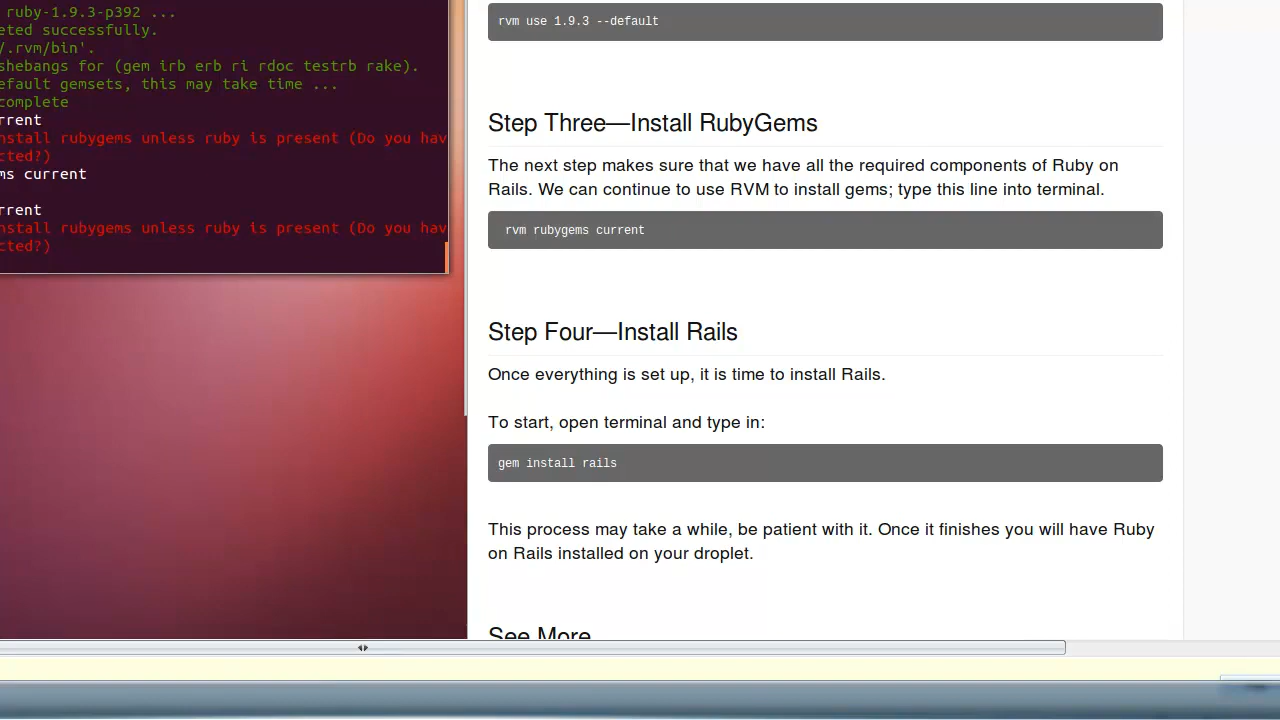 ruby-1.9.3-p392 ...
eted successfully.
/.rvm/bin'.
shebangs for (gem irb erb ri rdoc testrb rake).
efault gemsets, this may take time ...
complete
rrent
nstall rubygems unless ruby is present (Do you hav
cted?)
ms current
rrent
nstall rubygems unless ruby is present (Do you hav
cted?)
rvm use 1.9.3 --default
Step Three—Install RubyGems
The next step makes sure that we have all the required components of Ruby on
Rails. We can continue to use RVM to install gems; type this line into terminal.
rvm rubygems current
Step Four—Install Rails
Once everything is set up, it is time to install Rails.
To start, open terminal and type in:
gem install rails
This process may take a while, be patient with it. Once it finishes you will have Ruby
on Rails installed on your droplet.
See More